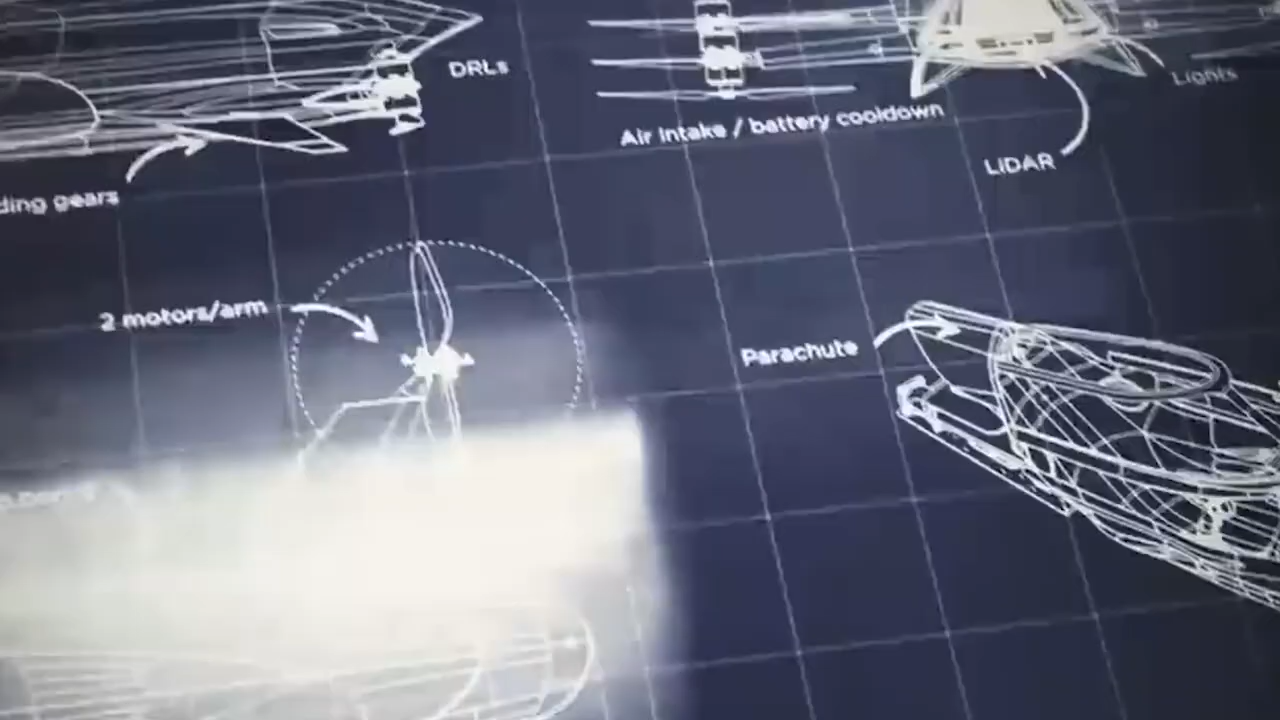 DRLs
Lights
Air intake / battery cooldown
LiDAR
ding gears
2 motors/arm
Parachute